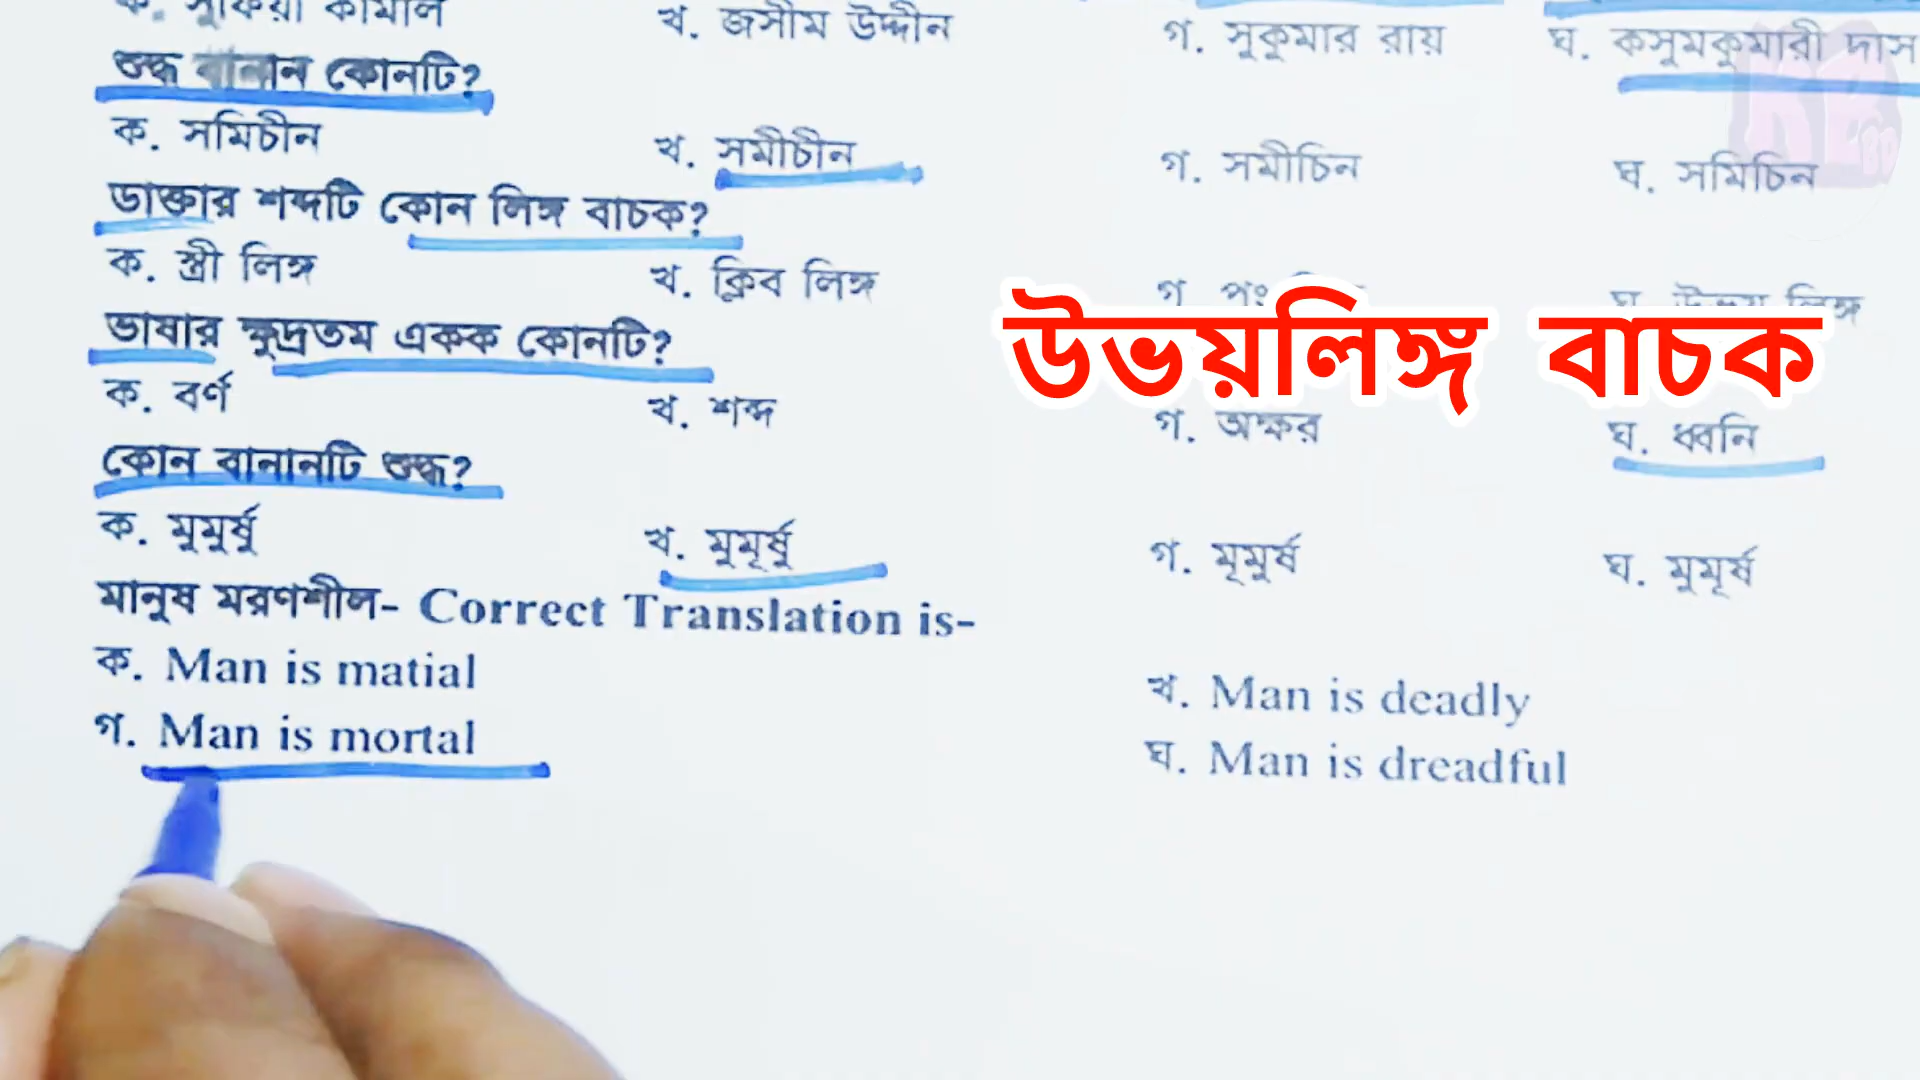 ক. সুফিয়া কামাল খ. জসীম উদ্দীন গ. সুকুমার রায় ঘ. কসুমকুমারী দাস
শুদ্ধ বানান কোনটি?
ক. সমিচীন খ. সমীচীন গ. সমীচিন ঘ. সমিচিন
ডাক্তার শব্দটি কোন লিঙ্গ বাচক?
ক. স্ত্রী লিঙ্গ খ. ক্লিব লিঙ্গ গ ঘ. উভয় লিঙ্গ
উভয়লিঙ্গ বাচক
ভাষার ক্ষুদ্রতম একক কোনটি?
ক. বর্ণ খ. শব্দ গ. অক্ষর ঘ. ধ্বনি
কোন বানানটি শুদ্ধ?
ক. মুমুর্ষু খ. মুমূর্ষু গ. মূমুর্ষ ঘ. মুমূর্ষ
মানুষ মরণশীল- Correct Translation is-
ক. Man is matial খ. Man is deadly
গ. Man is mortal ঘ. Man is dreadful